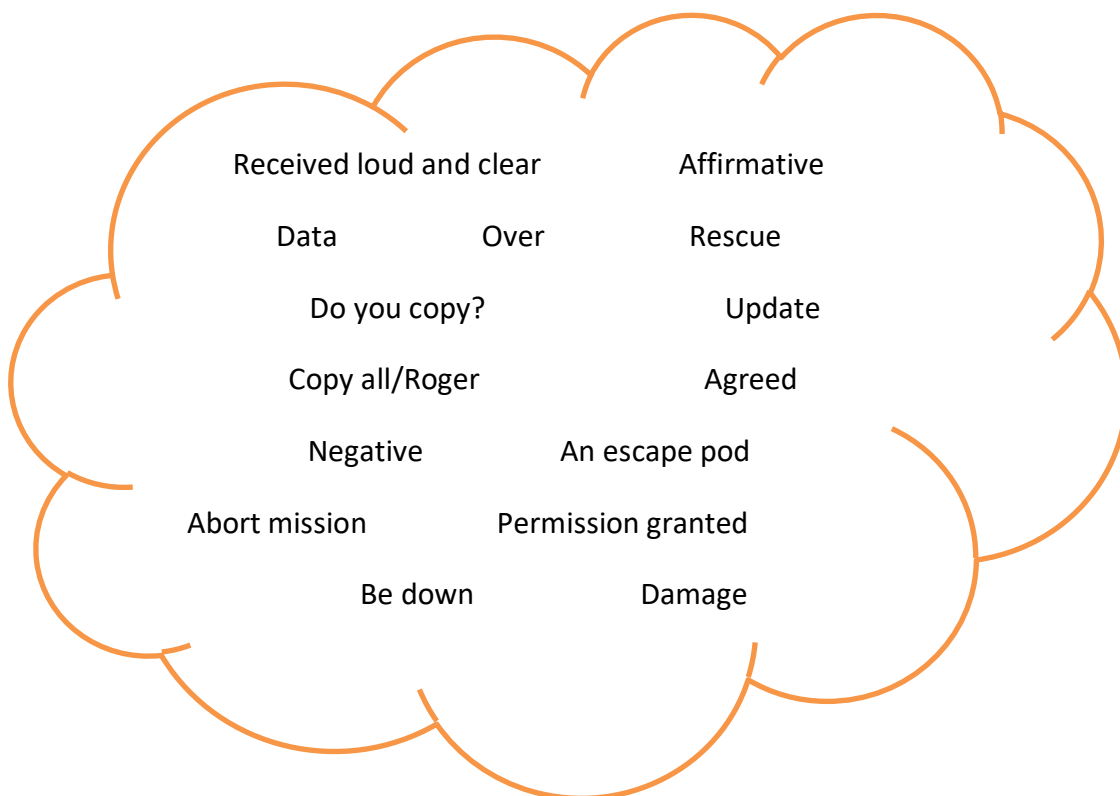 Received loud and clear Affirmative
Data Over Rescue
Do you copy? Update
Copy all/Roger Agreed
Negative An escape pod
Abort mission Permission granted
Be down Damage